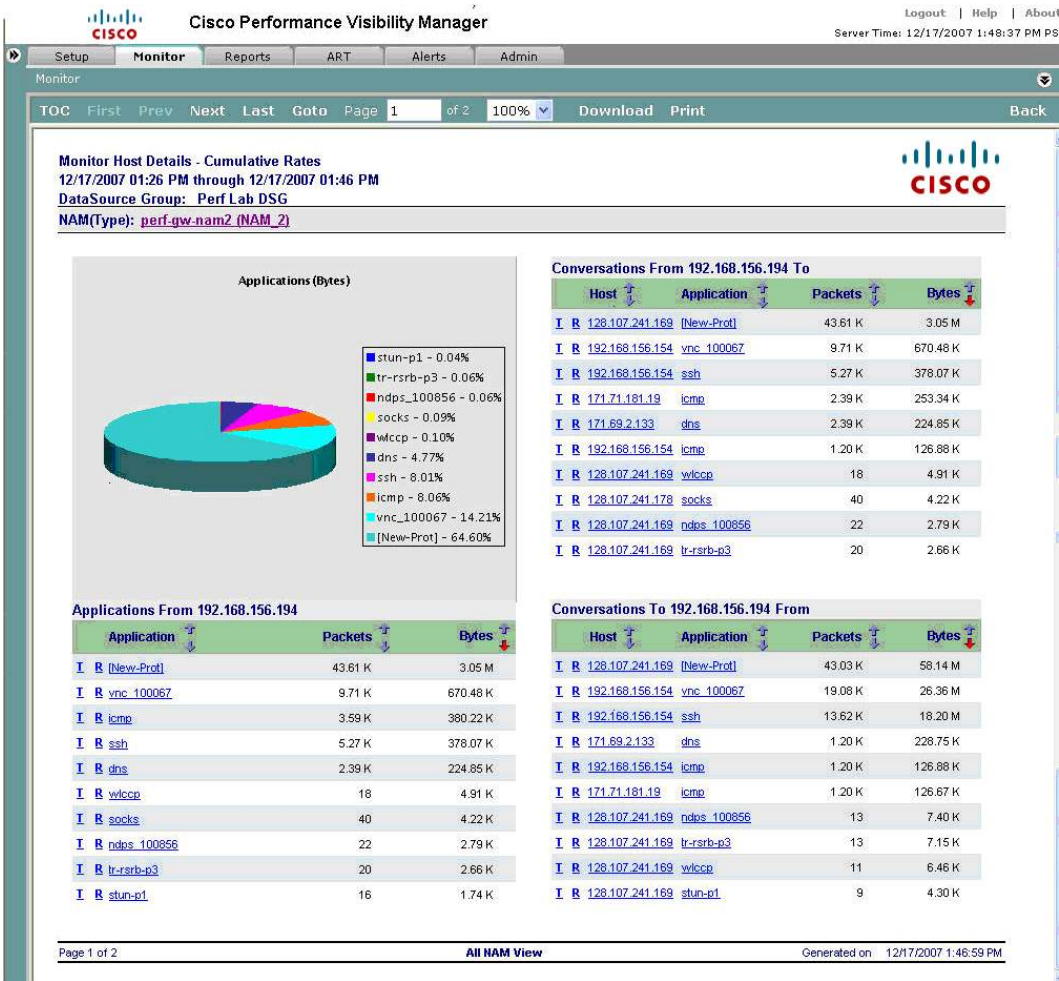 CISCO
Cisco Performance Visibility Manager
Logout | Help | About
Server Time: 12/17/2007 1:48:37 PM PS
Setup Monitor Reports ART Alerts Admin
Monitor
TOC First Prev Next Last Goto Page 1 of 2 100% Download Print Back
Monitor Host Details - Cumulative Rates
12/17/2007 01:26 PM through 12/17/2007 01:46 PM
DataSource Group: Perf Lab DSG
NAM(Type): perf-gw-nam2 (NAM_2)
CISCO
Applications (Bytes)
stun-p1 - 0.04%
tr-rsrb-p3 - 0.06%
ndps_100856 - 0.06%
socks - 0.09%
wlccp - 0.10%
dns - 4.77%
ssh - 8.01%
icmp - 8.06%
vnc_100067 - 14.21%
[New-Prot] - 64.60%
Conversations From 192.168.156.194 To
Host Application Packets Bytes
T R 128.107.241.169 [New-Prot] 43.61 K 3.05 M
T R 192.168.156.154 vnc_100067 9.71 K 670.48 K
T R 192.168.156.154 ssh 5.27 K 378.07 K
T R 171.71.181.19 icmp 2.39 K 253.34 K
T R 171.69.2.133 dns 2.39 K 224.85 K
T R 192.168.156.154 icmp 1.20 K 126.88 K
T R 128.107.241.169 wlccp 18 4.91 K
T R 128.107.241.178 socks 40 4.22 K
T R 128.107.241.169 ndps_100856 22 2.79 K
T R 128.107.241.169 tr-rsrb-p3 20 2.66 K
Applications From 192.168.156.194
Application Packets Bytes
T R [New-Prot] 43.61 K 3.05 M
T R vnc_100067 9.71 K 670.48 K
T R icmp 3.59 K 380.22 K
T R ssh 5.27 K 378.07 K
T R dns 2.39 K 224.85 K
T R wlccp 18 4.91 K
T R socks 40 4.22 K
T R ndps_100856 22 2.79 K
T R tr-rsrb-p3 20 2.66 K
T R stun-p1 16 1.74 K
Conversations To 192.168.156.194 From
Host Application Packets Bytes
T R 128.107.241.169 [New-Prot] 43.03 K 58.14 M
T R 192.168.156.154 vnc_100067 19.08 K 26.36 M
T R 192.168.156.154 ssh 13.62 K 18.20 M
T R 171.69.2.133 dns 1.20 K 228.75 K
T R 192.168.156.154 icmp 1.20 K 126.88 K
T R 171.71.181.19 icmp 1.20 K 126.67 K
T R 128.107.241.169 ndps_100856 13 7.40 K
T R 128.107.241.169 tr-rsrb-p3 13 7.15 K
T R 128.107.241.169 wlccp 11 6.46 K
T R 128.107.241.169 stun-p1 9 4.30 K
Page 1 of 2 All NAM View Generated on 12/17/2007 1:46:59 PM